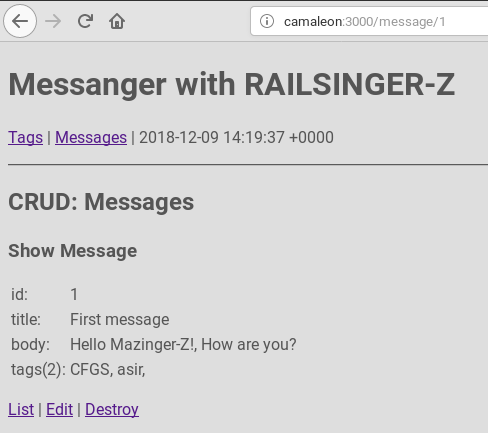 camaleon:3000/message/1
Messanger with RAILSINGER-Z
Tags | Messages | 2018-12-09 14:19:37 +0000
CRUD: Messages
Show Message
id: 1
title: First message
body: Hello Mazinger-Z!, How are you?
tags(2): CFGS, asir,
List | Edit | Destroy